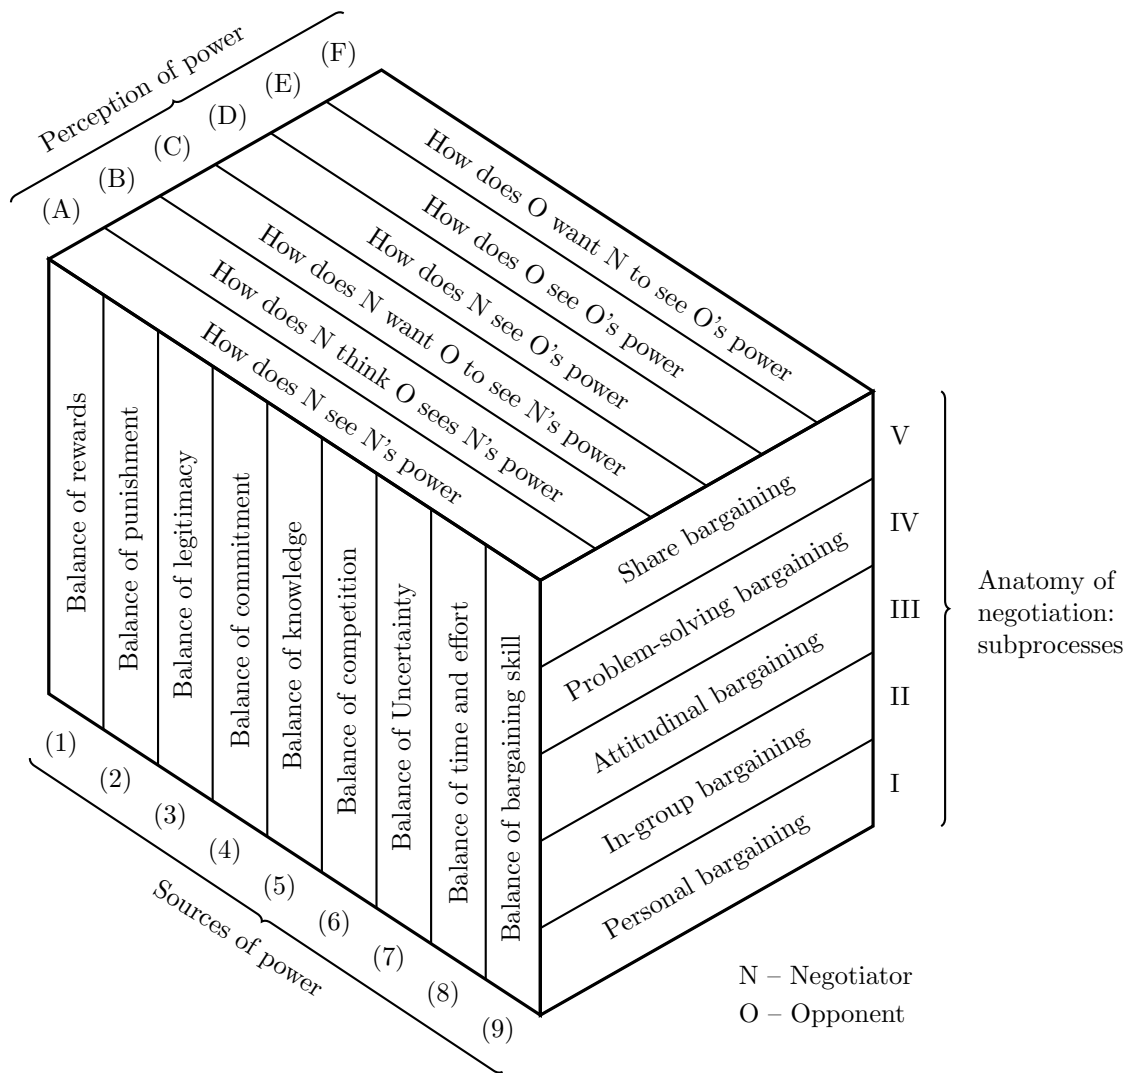 Perception of power
(A)
(B)
(C)
(D)
(E)
(F)
How does O want N to see O's power
How does O see O's power
How does N see O's power
How does N want O to see N's power
How does N think O sees N's power
How does N see N's power
Balance of rewards
Balance of punishment
Balance of legitimacy
Balance of commitment
Balance of knowledge
Balance of competition
Balance of Uncertainty
Balance of time and effort
Balance of bargaining skill
(1)
(2)
(3)
(4)
(5)
(6)
(7)
(8)
(9)
Sources of power
Share bargaining
Problem-solving bargaining
Attitudinal bargaining
In-group bargaining
Personal bargaining
V
IV
III
II
I
Anatomy of
negotiation:
subprocesses
N – Negotiator
O – Opponent